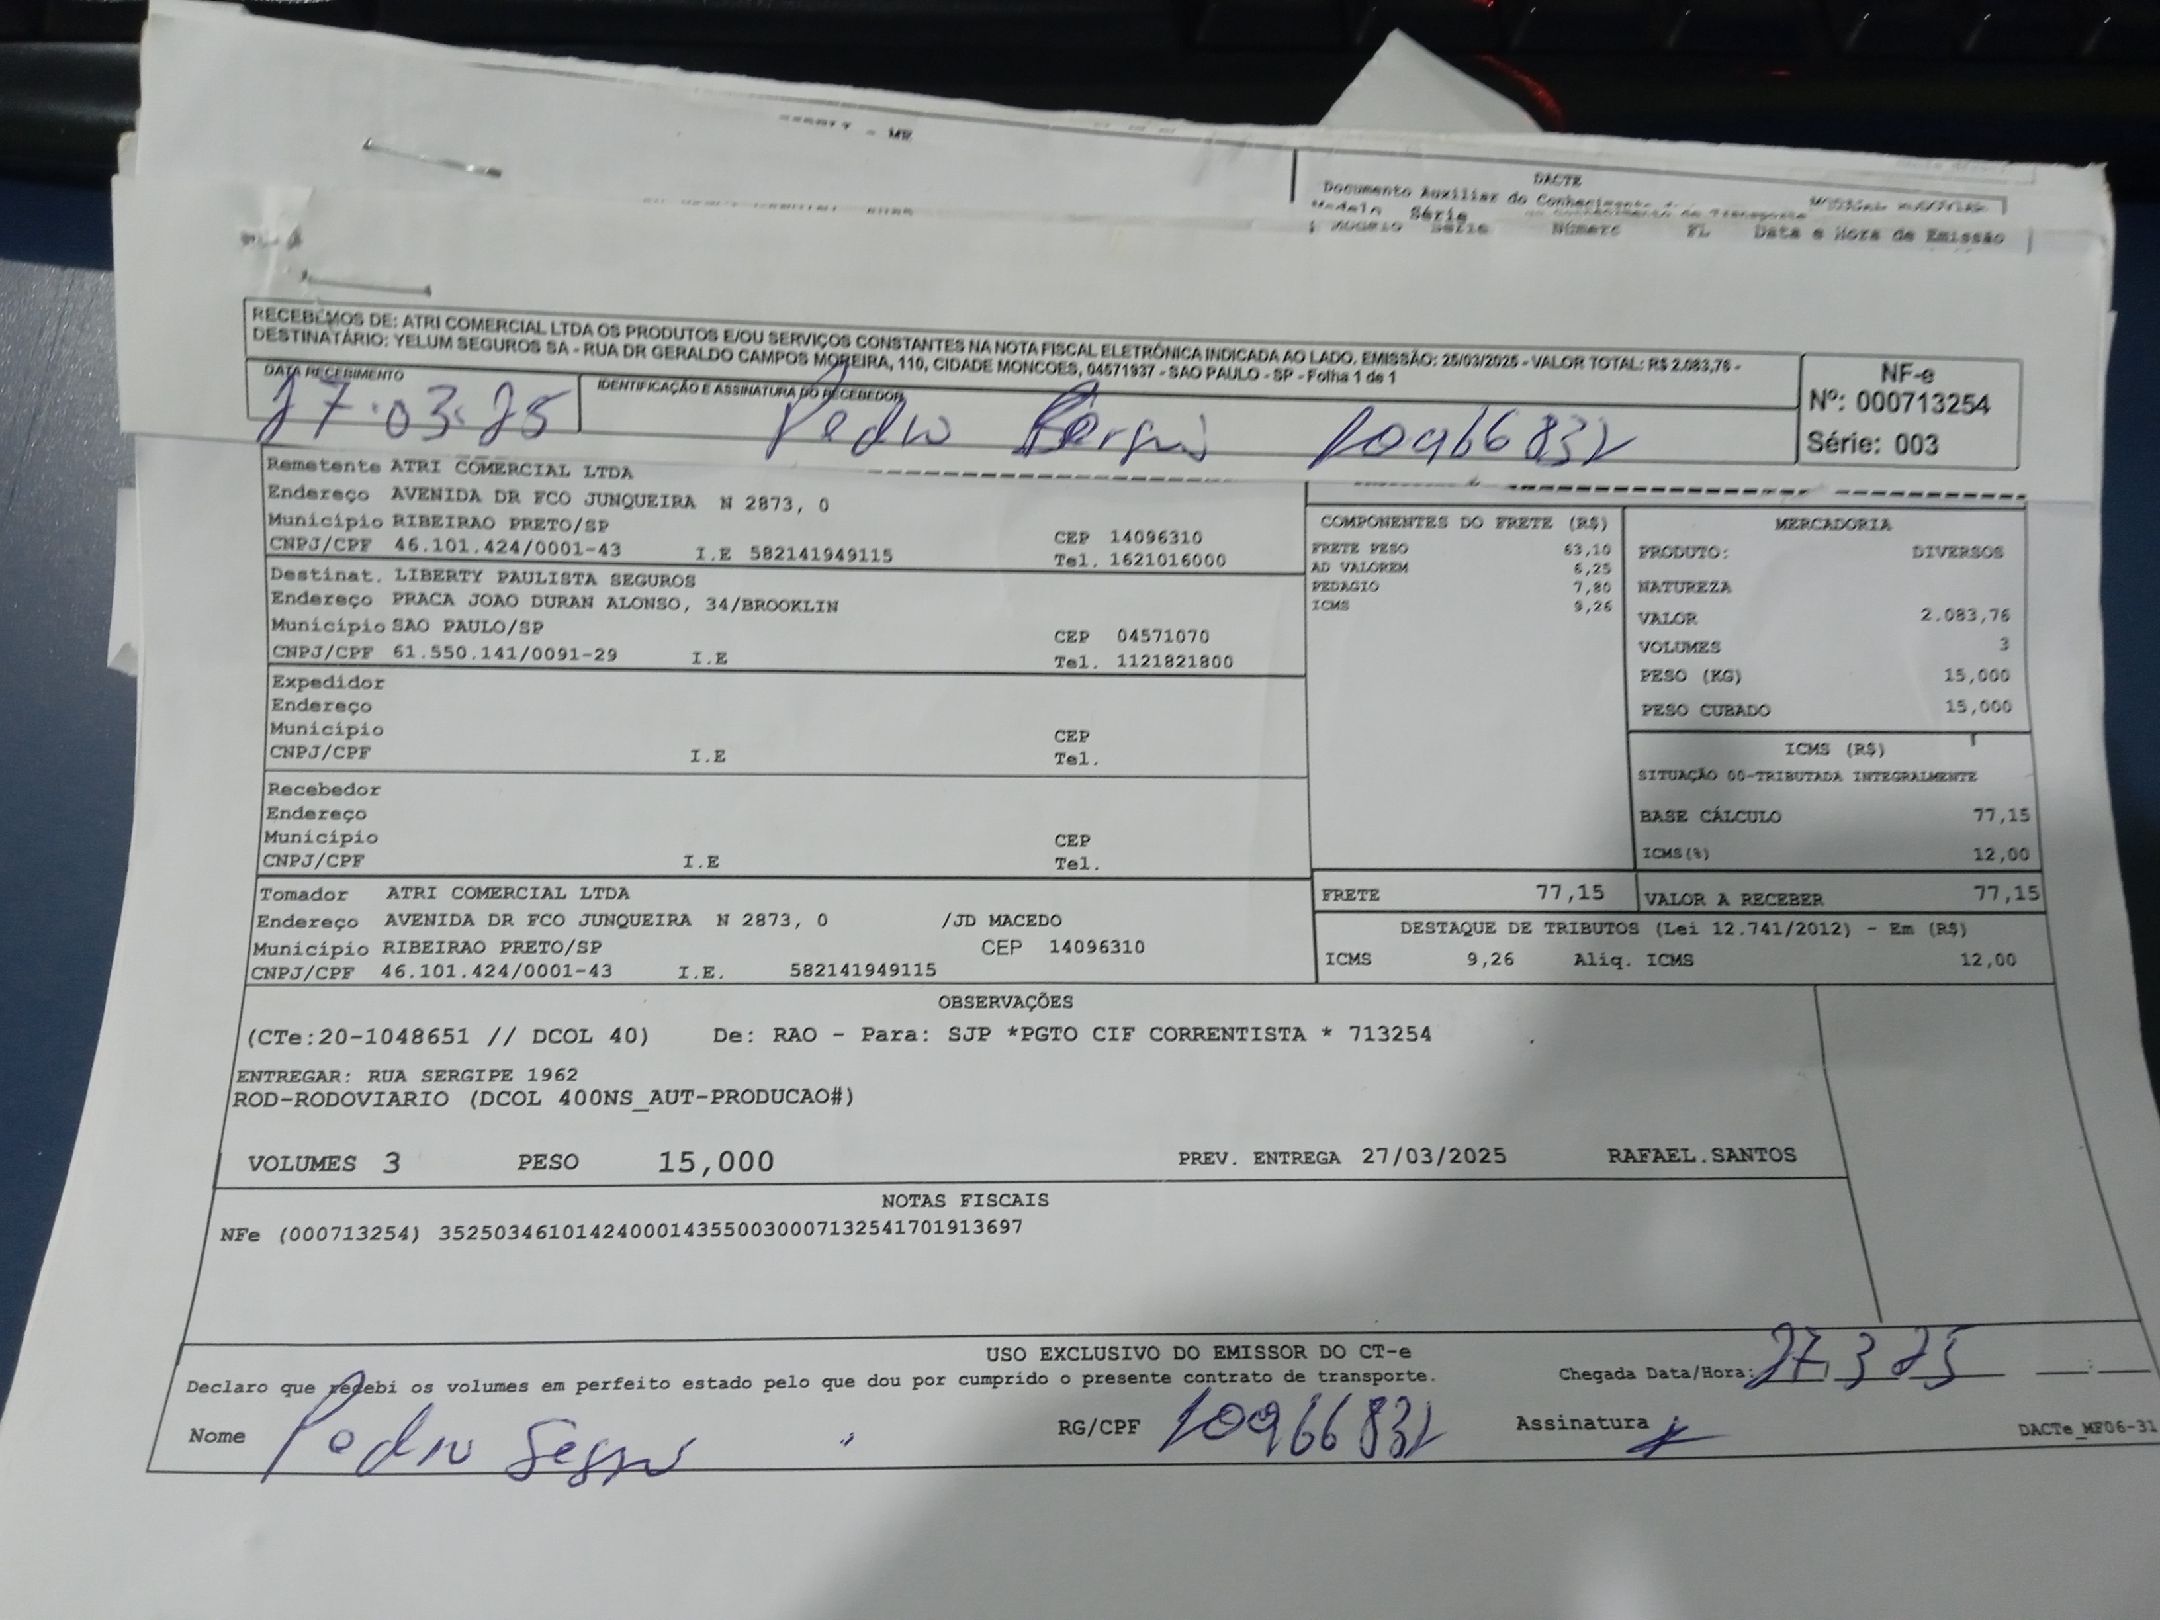 DACTE
Documento Auxiliar do Conhecimento
Modelo Série
Modelo Série Número FL Data e Hora de Emissão
RECEBEMOS DE: ATRI COMERCIAL LTDA OS PRODUTOS E/OU SERVIÇOS CONSTANTES NA NOTA FISCAL ELETRÔNICA INDICADA AO LADO. EMISSÃO: 25/03/2025 - VALOR TOTAL: R$ 2.083,76 -
DESTINATÁRIO: YELUM SEGUROS SA - RUA DR GERALDO CAMPOS MOREIRA, 110, CIDADE MONCOES, 04571937 - SAO PAULO - SP - Folha 1 de 1
NF-e
Nº: 000713254
Série: 003
DATA RECEBIMENTO
27.03.25
IDENTIFICAÇÃO E ASSINATURA DO RECEBEDOR
Pedro 10966832
Remetente ATRI COMERCIAL LTDA
Endereço AVENIDA DR FCO JUNQUEIRA N 2873, 0
Município RIBEIRAO PRETO/SP CEP 14096310
CNPJ/CPF 46.101.424/0001-43 I.E 582141949115 Tel. 1621016000
Destinat. LIBERTY PAULISTA SEGUROS
Endereço PRACA JOAO DURAN ALONSO, 34/BROOKLIN
Município SAO PAULO/SP CEP 04571070
CNPJ/CPF 61.550.141/0091-29 I.E Tel. 1121821800
Expedidor
Endereço
Município CEP
CNPJ/CPF I.E Tel.
Recebedor
Endereço
Município CEP
CNPJ/CPF I.E Tel.
Tomador ATRI COMERCIAL LTDA
Endereço AVENIDA DR FCO JUNQUEIRA N 2873, 0 /JD MACEDO
Município RIBEIRAO PRETO/SP CEP 14096310
CNPJ/CPF 46.101.424/0001-43 I.E. 582141949115
COMPONENTES DO FRETE (R$)
FRETE PESO 63,10
AD VALOREM 6,25
PEDAGIO 7,80
ICMS 9,26
MERCADORIA
PRODUTO: DIVERSOS
NATUREZA
VALOR 2.083,76
VOLUMES 3
PESO (KG) 15,000
PESO CUBADO 15,000
ICMS (R$)
SITUAÇÃO 00-TRIBUTADA INTEGRALMENTE
BASE CÁLCULO 77,15
ICMS(%) 12,00
FRETE 77,15 VALOR A RECEBER 77,15
DESTAQUE DE TRIBUTOS (Lei 12.741/2012) - Em (R$)
ICMS 9,26 Aliq. ICMS 12,00
OBSERVAÇÕES
(CTe:20-1048651 // DCOL 40) De: RAO - Para: SJP *PGTO CIF CORRENTISTA * 713254
ENTREGAR: RUA SERGIPE 1962
ROD-RODOVIARIO (DCOL 400NS_AUT-PRODUCAO#)
VOLUMES 3 PESO 15,000 PREV. ENTREGA 27/03/2025 RAFAEL.SANTOS
NOTAS FISCAIS
NFe (000713254) 35250346101424000143550030007132541701913697
USO EXCLUSIVO DO EMISSOR DO CT-e
Declaro que recebi os volumes em perfeito estado pelo que dou por cumprido o presente contrato de transporte. Chegada Data/Hora: 27.3 25 __:__
Nome Pedro RG/CPF 10966832 Assinatura
DACTe_MF06-31